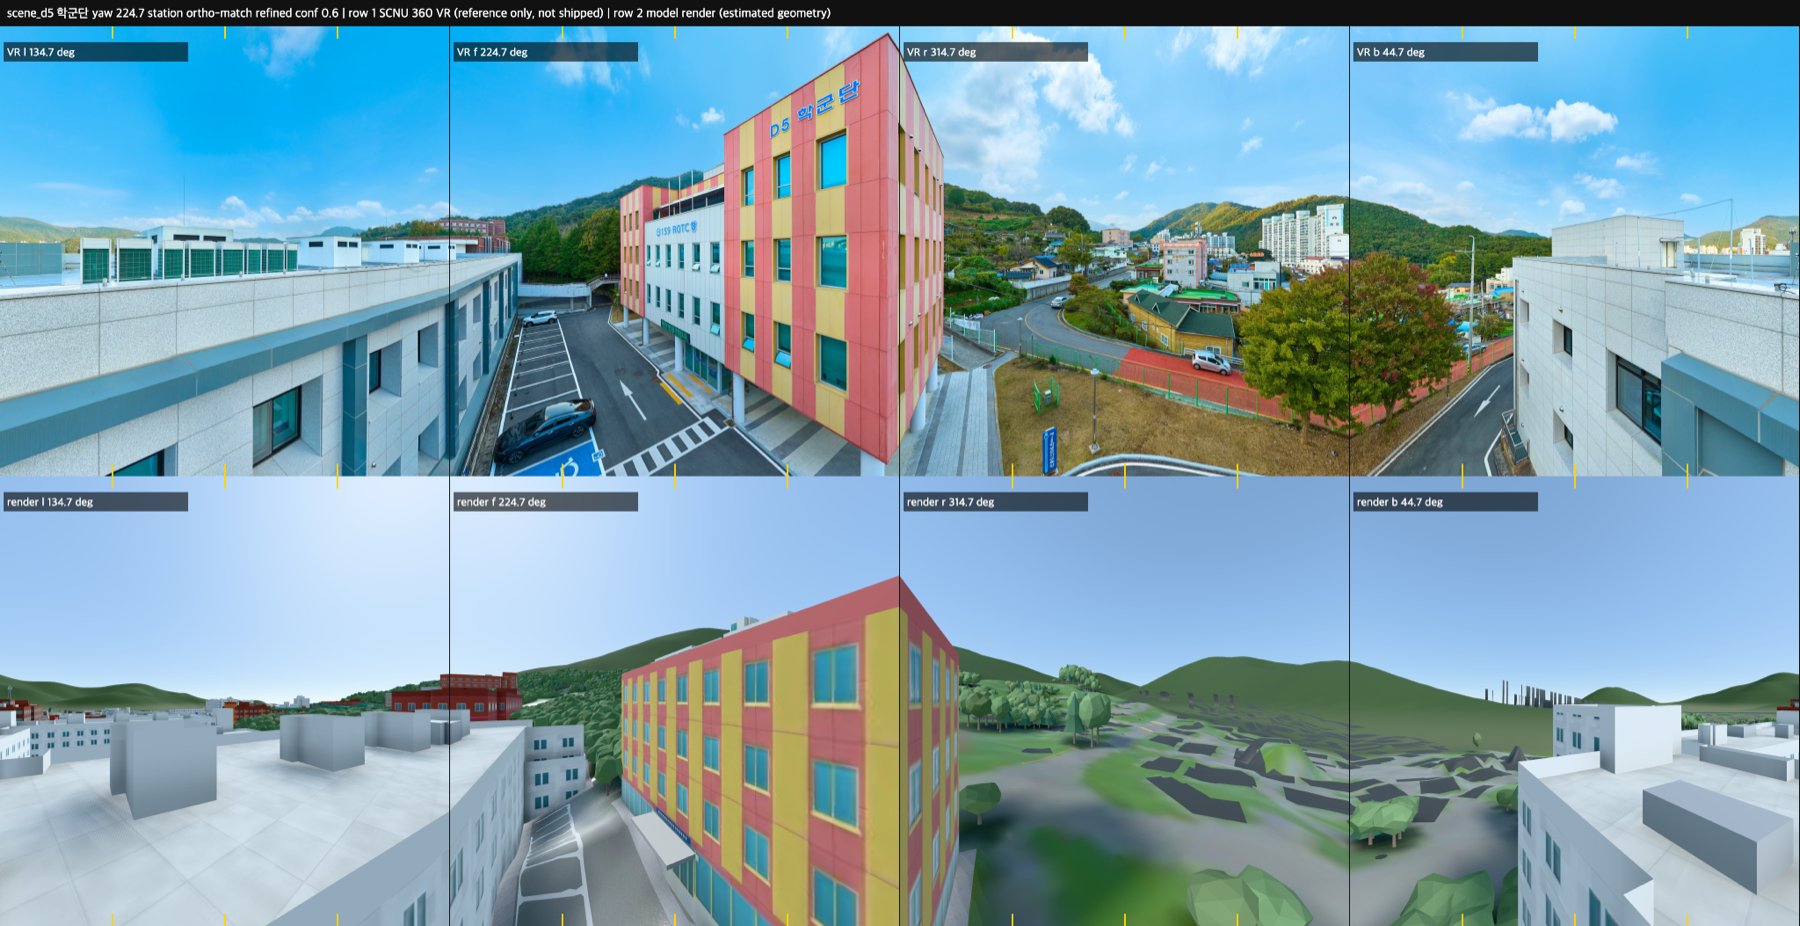 scene_d5 학군단 yaw 224.7 station ortho-match refined conf 0.6 | row 1 SCNU 360 VR (reference only, not shipped) | row 2 model render (estimated geometry)
VR l 134.7 deg
VR f 224.7 deg
VR r 314.7 deg
VR b 44.7 deg
D5 학군단
ROTC
render l 134.7 deg
render f 224.7 deg
render r 314.7 deg
render b 44.7 deg